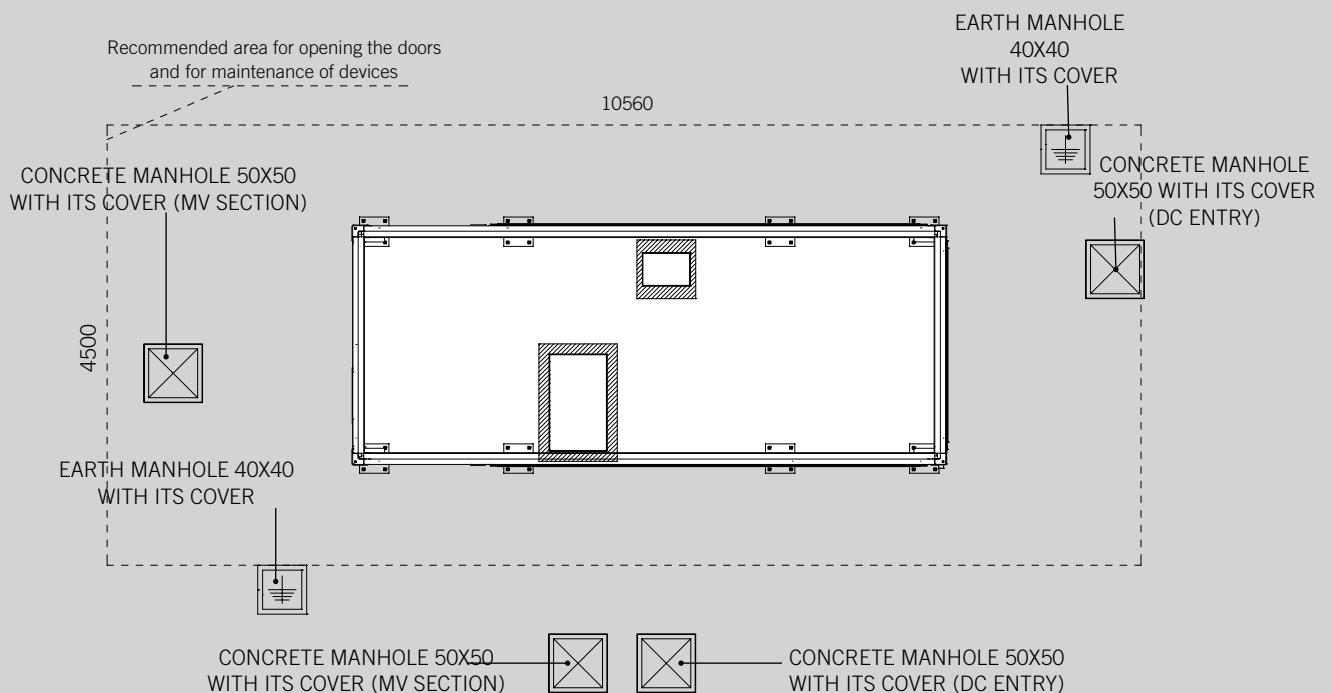 EARTH MANHOLE
40X40
WITH ITS COVER
Recommended area for opening the doors
and for maintenance of devices
10560
CONCRETE MANHOLE 50X50
WITH ITS COVER (MV SECTION)
CONCRETE MANHOLE
50X50 WITH ITS COVER
(DC ENTRY)
4500
EARTH MANHOLE 40X40
WITH ITS COVER
CONCRETE MANHOLE 50X50
WITH ITS COVER (MV SECTION)
CONCRETE MANHOLE 50X50
WITH ITS COVER (DC ENTRY)